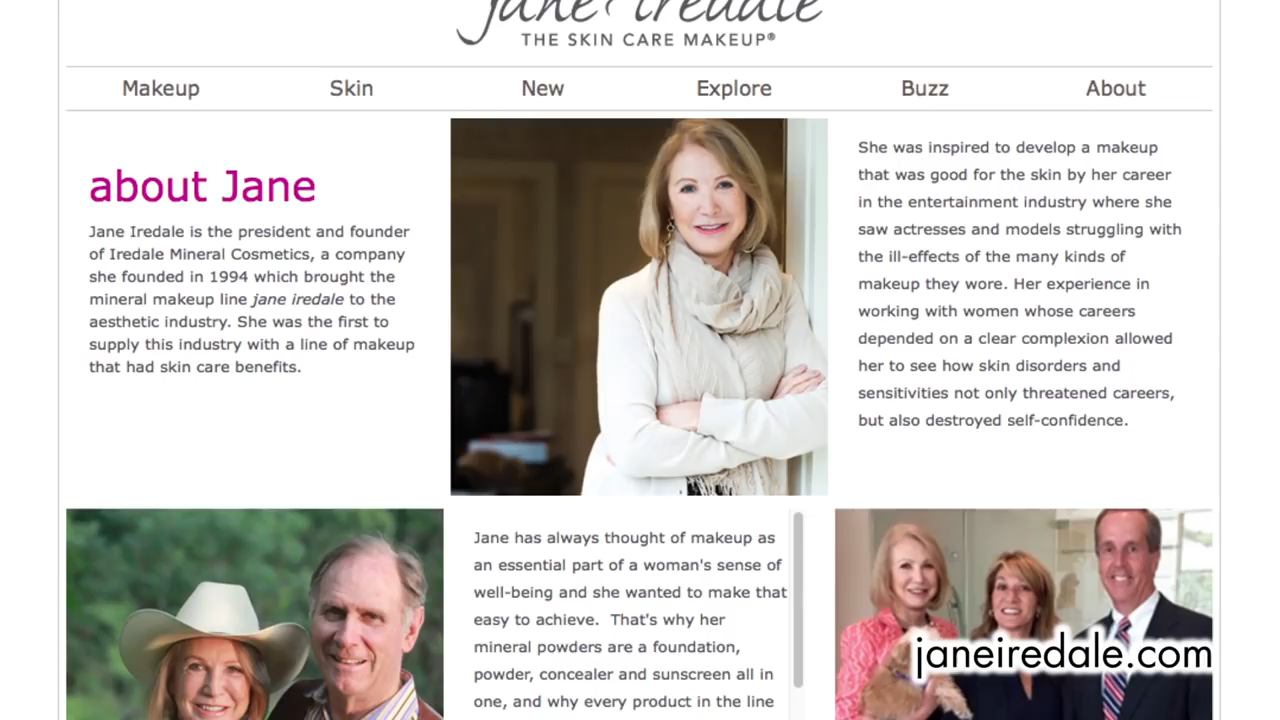 jane iredale
THE SKIN CARE MAKEUP®
Makeup Skin New Explore Buzz About
about Jane
Jane Iredale is the president and founder
of Iredale Mineral Cosmetics, a company
she founded in 1994 which brought the
mineral makeup line jane iredale to the
aesthetic industry. She was the first to
supply this industry with a line of makeup
that had skin care benefits.
She was inspired to develop a makeup
that was good for the skin by her career
in the entertainment industry where she
saw actresses and models struggling with
the ill-effects of the many kinds of
makeup they wore. Her experience in
working with women whose careers
depended on a clear complexion allowed
her to see how skin disorders and
sensitivities not only threatened careers,
but also destroyed self-confidence.
Jane has always thought of makeup as
an essential part of a woman's sense of
well-being and she wanted to make that
easy to achieve.  That's why her
mineral powders are a foundation,
powder, concealer and sunscreen all in
one, and why every product in the line
janeiredale.com